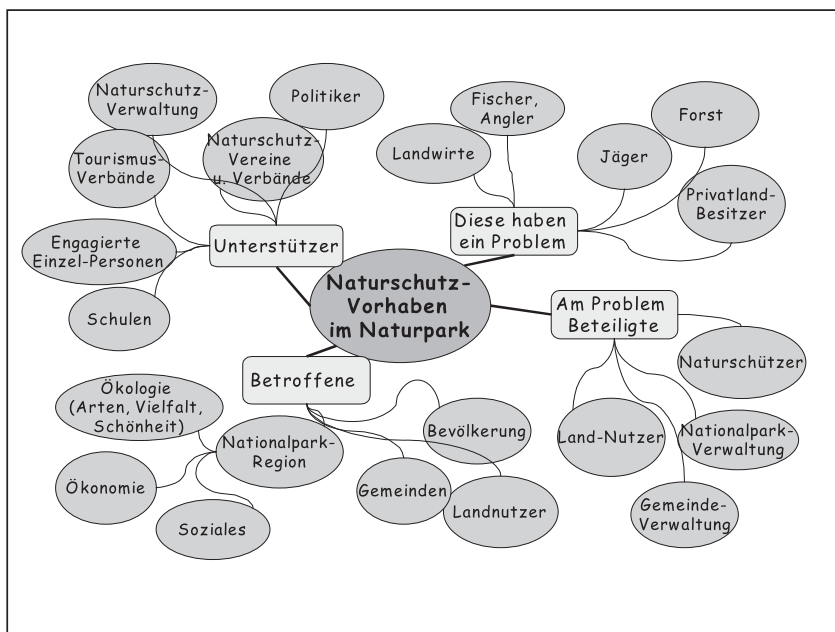 Naturschutz-
Verwaltung
Politiker
Tourismus-
Verbände
Naturschutz-
Vereine
u. Verbände
Engagierte
Einzel-Personen
Schulen
Unterstützer
Fischer,
Angler
Landwirte
Jäger
Forst
Privatland-
Besitzer
Diese haben
ein Problem
Naturschutz-
Vorhaben
im Naturpark
Am Problem
Beteiligte
Naturschützer
Land-Nutzer
Nationalpark-
Verwaltung
Gemeinde-
Verwaltung
Betroffene
Ökologie
(Arten, Vielfalt,
Schönheit)
Nationalpark-
Region
Ökonomie
Soziales
Bevölkerung
Gemeinden
Landnutzer